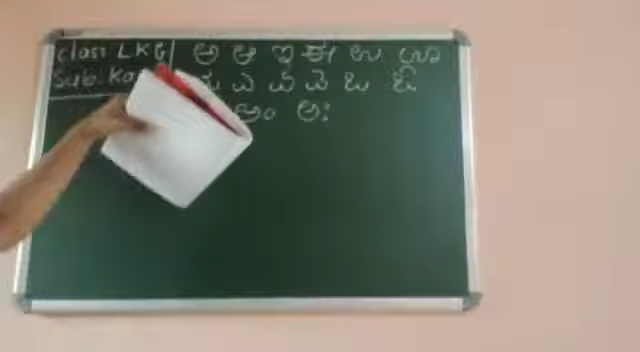 Class LKG ಅ ಆ ಇ ಈ ಉ ಊ
Sub: ಎ ಏ ಐ ಒ ಓ
ಅಂ ಅಃ